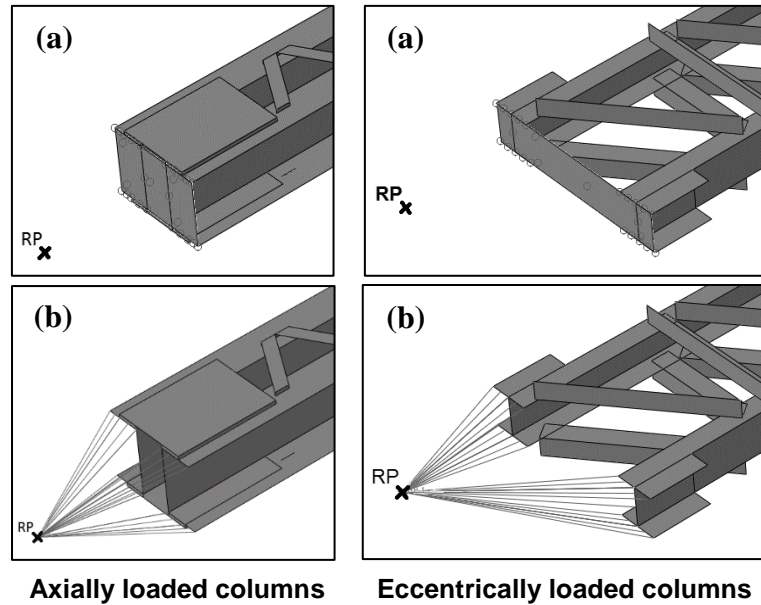 (a)
RP
(a)
RP
(b)
RP
(b)
RP
Axially loaded columns
Eccentrically loaded columns